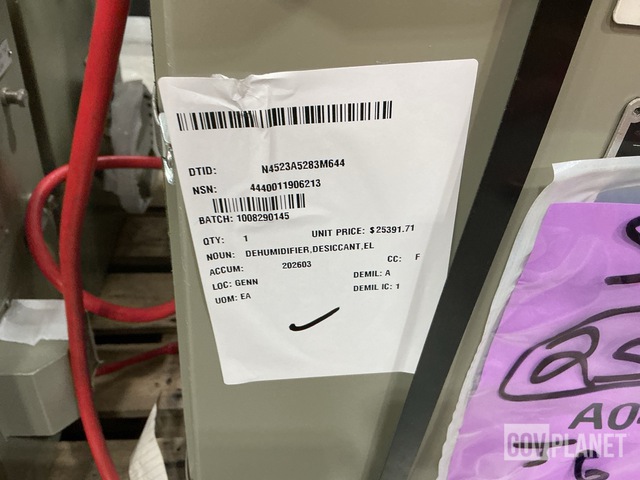 DTID: N4523A5283M644
NSN: 4440011906213
BATCH: 1008290145
QTY: 1 UNIT PRICE: $25391.71
NOUN: DEHUMIDIFIER,DESICCANT,EL
ACCUM: 202603 CC: F
LOC: GENN DEMIL: A
UOM: EA DEMIL IC: 1
GOVPLANET